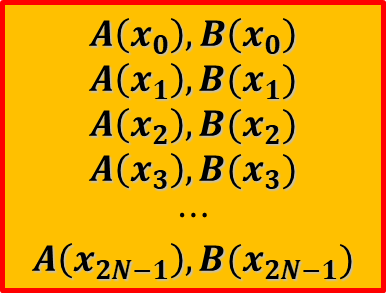 A(x₀), B(x₀)
A(x₁), B(x₁)
A(x₂), B(x₂)
A(x₃), B(x₃)
...
A(x₂N₋₁), B(x₂N₋₁)